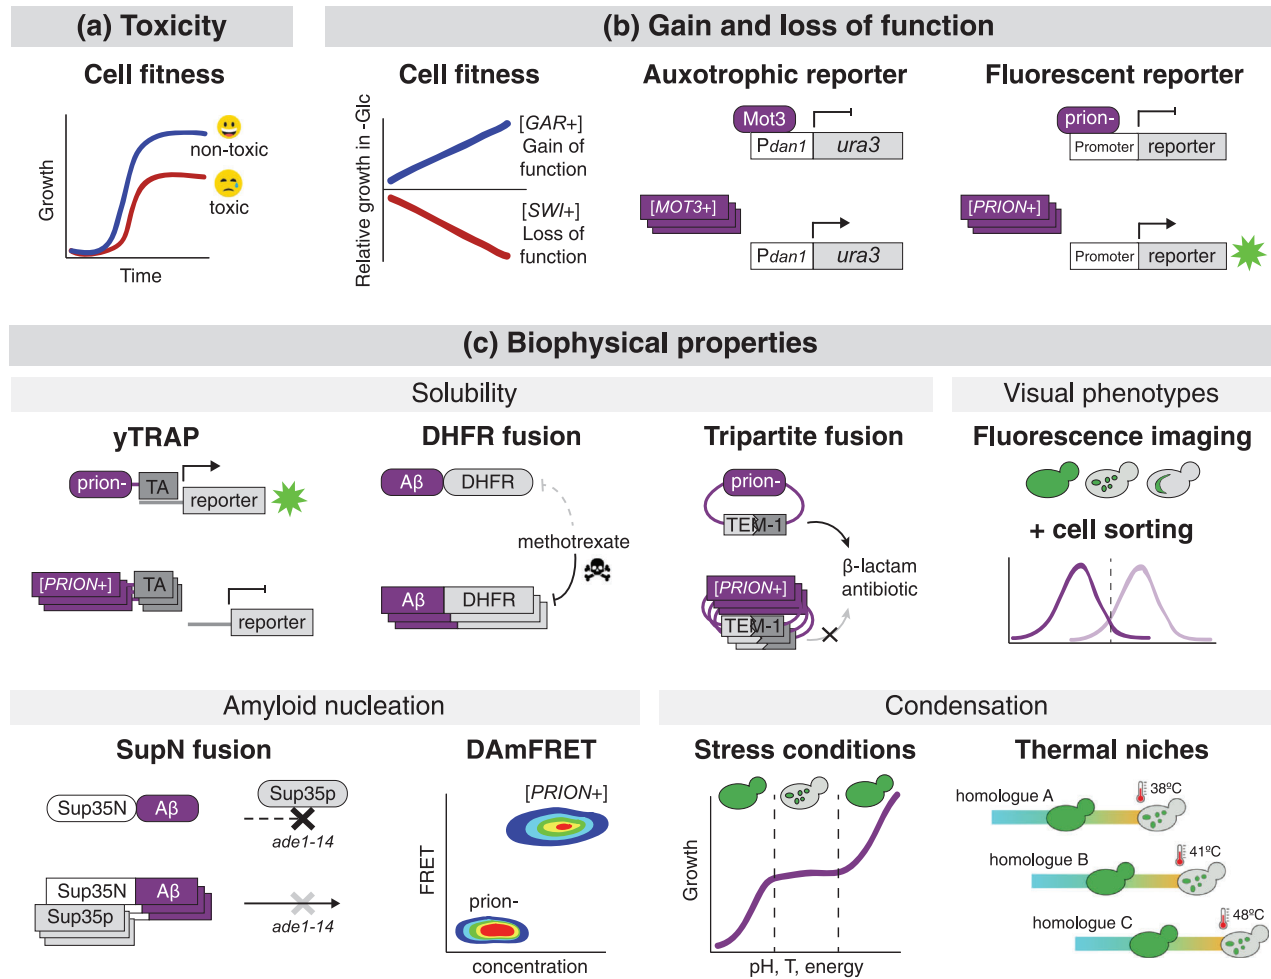 (a) Toxicity
Cell fitness
Growth
non-toxic
toxic
Time
(b) Gain and loss of function
Cell fitness
Relative growth in -Glc
[GAR+]
Gain of
function
[SWI+]
Loss of
function
Auxotrophic reporter
Mot3
Pdan1
ura3
[MOT3+]
Pdan1
ura3
Fluorescent reporter
prion-
Promoter
reporter
[PRION+]
Promoter
reporter
(c) Biophysical properties
Solubility
yTRAP
prion-
TA
reporter
[PRION+]
TA
reporter
DHFR fusion
Aβ
DHFR
methotrexate
Aβ
DHFR
Tripartite fusion
prion-
TEM-1
β-lactam
antibiotic
[PRION+]
TEM-1
Visual phenotypes
Fluorescence imaging
+ cell sorting
Amyloid nucleation
SupN fusion
Sup35N
Aβ
Sup35p
ade1-14
Sup35N
Aβ
Sup35p
ade1-14
DAmFRET
[PRION+]
FRET
prion-
concentration
Condensation
Stress conditions
Growth
pH, T, energy
Thermal niches
homologue A
38ºC
homologue B
41ºC
homologue C
48ºC